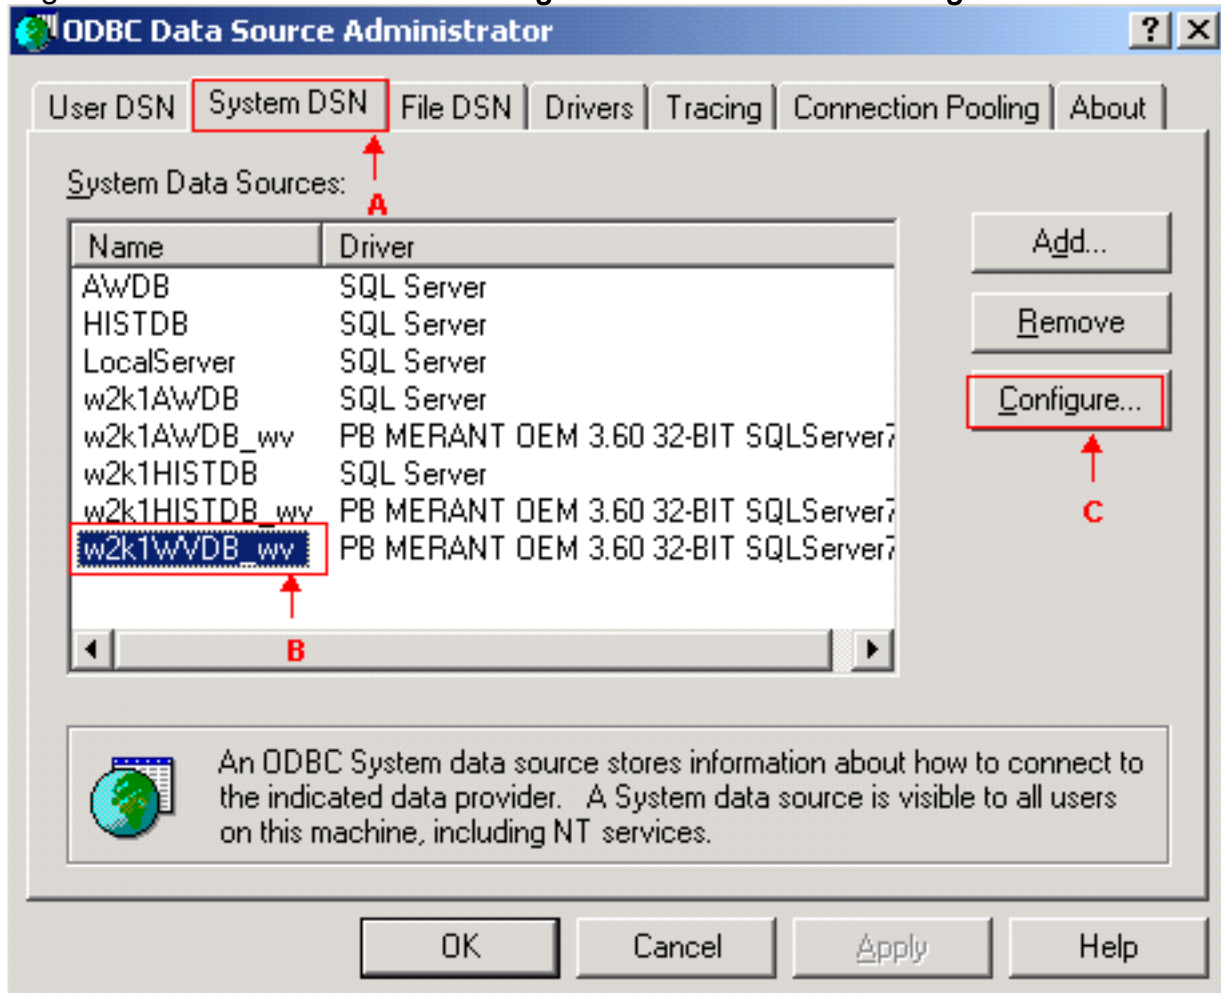 ODBC Data Source Administrator
User DSN System DSN File DSN Drivers Tracing Connection Pooling About
A
System Data Sources:
Name Driver
AWDB SQL Server
HISTDB SQL Server
LocalServer SQL Server
w2k1AWDB SQL Server
w2k1AWDB_wv PB MERANT OEM 3.60 32-BIT SQLServer7
w2k1HISTDB SQL Server
w2k1HISTDB_wv PB MERANT OEM 3.60 32-BIT SQLServer7
w2k1WVDB_wv PB MERANT OEM 3.60 32-BIT SQLServer7
B
Add...
Remove
Configure...
C
An ODBC System data source stores information about how to connect to
the indicated data provider. A System data source is visible to all users
on this machine, including NT services.
OK Cancel Apply Help